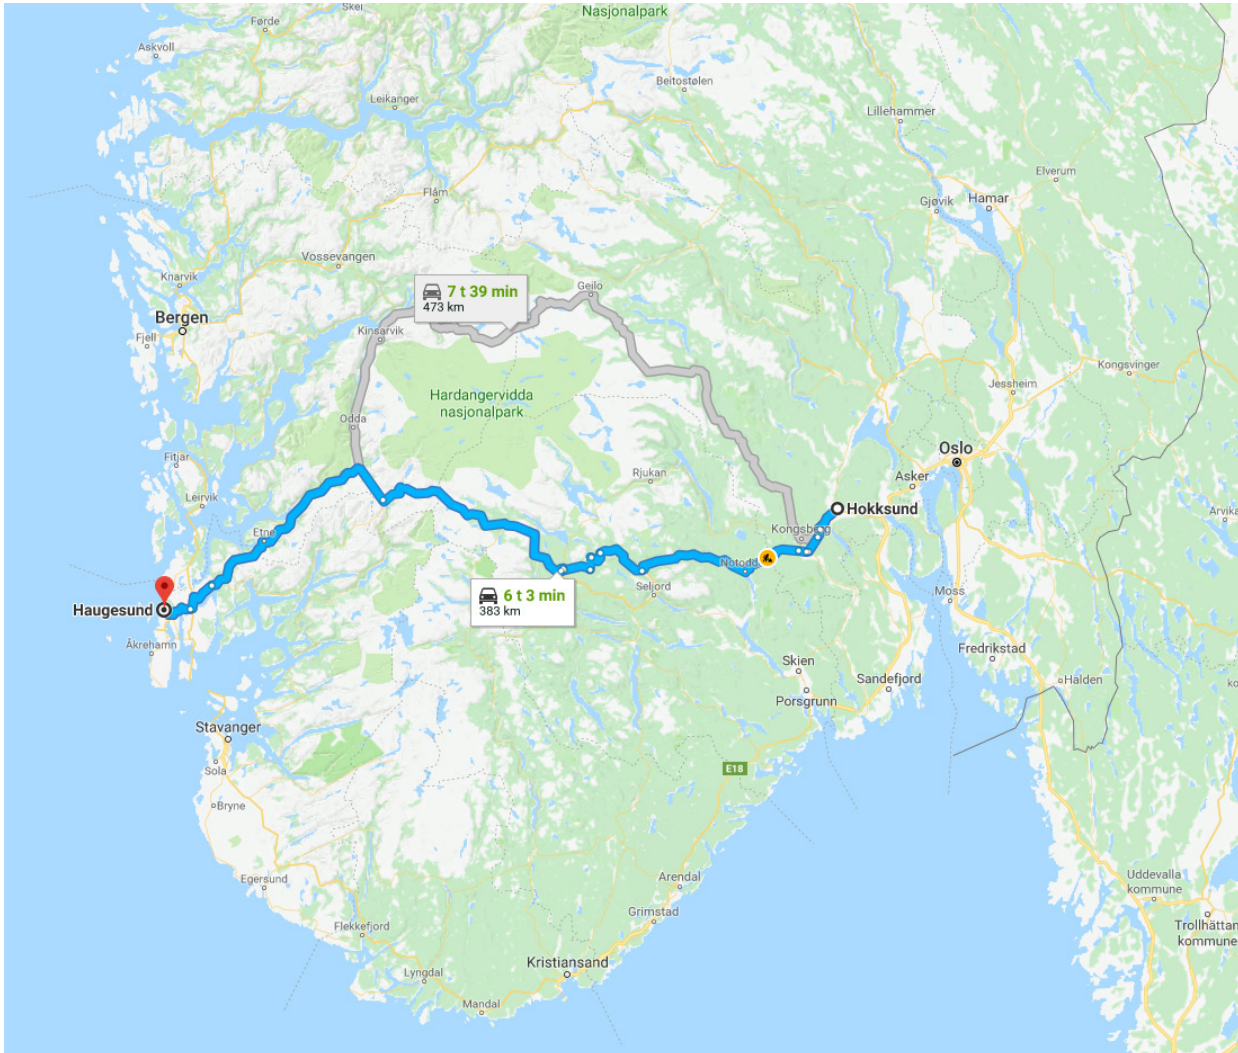 Nasjonalpark
Skei
Førde
Askvoll
Beitostølen
Leikanger
Lillehammer
Elverum
Flåm
Gjøvik
Hamar
Vossevangen
Knarvik
Geilo
7 t 39 min
473 km
Bergen
Fjell
Kinsarvik
Kongsvinger
Jessheim
Hardangervidda
nasjonalpark
Odda
Oslo
Fitjar
Rjukan
Asker
Leirvik
Hokksund
Arvika
Etne
Kongsberg
Notodd
Seljord
6 t 3 min
383 km
Moss
Haugesund
Åkrehamn
Fredrikstad
Skien
Sandefjord
Halden
Porsgrunn
Stavanger
Sola
E18
Bryne
Arendal
Egersund
Uddevalla
kommune
Grimstad
Flekkefjord
Trollhättan
kommune
Kristiansand
Lyngdal
Mandal